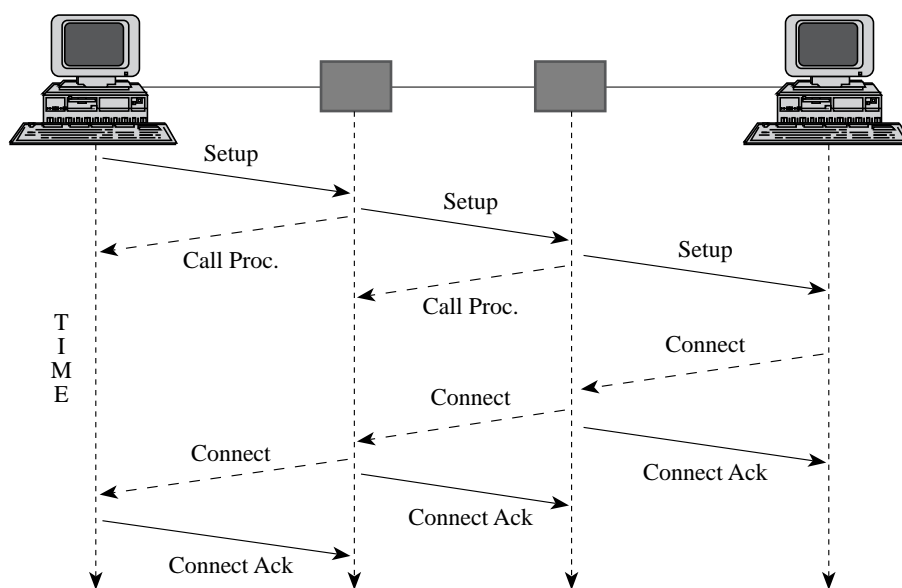 Setup
Setup
Call Proc.
Setup
Call Proc.
T
I
M
E
Connect
Connect
Connect
Connect Ack
Connect Ack
Connect Ack